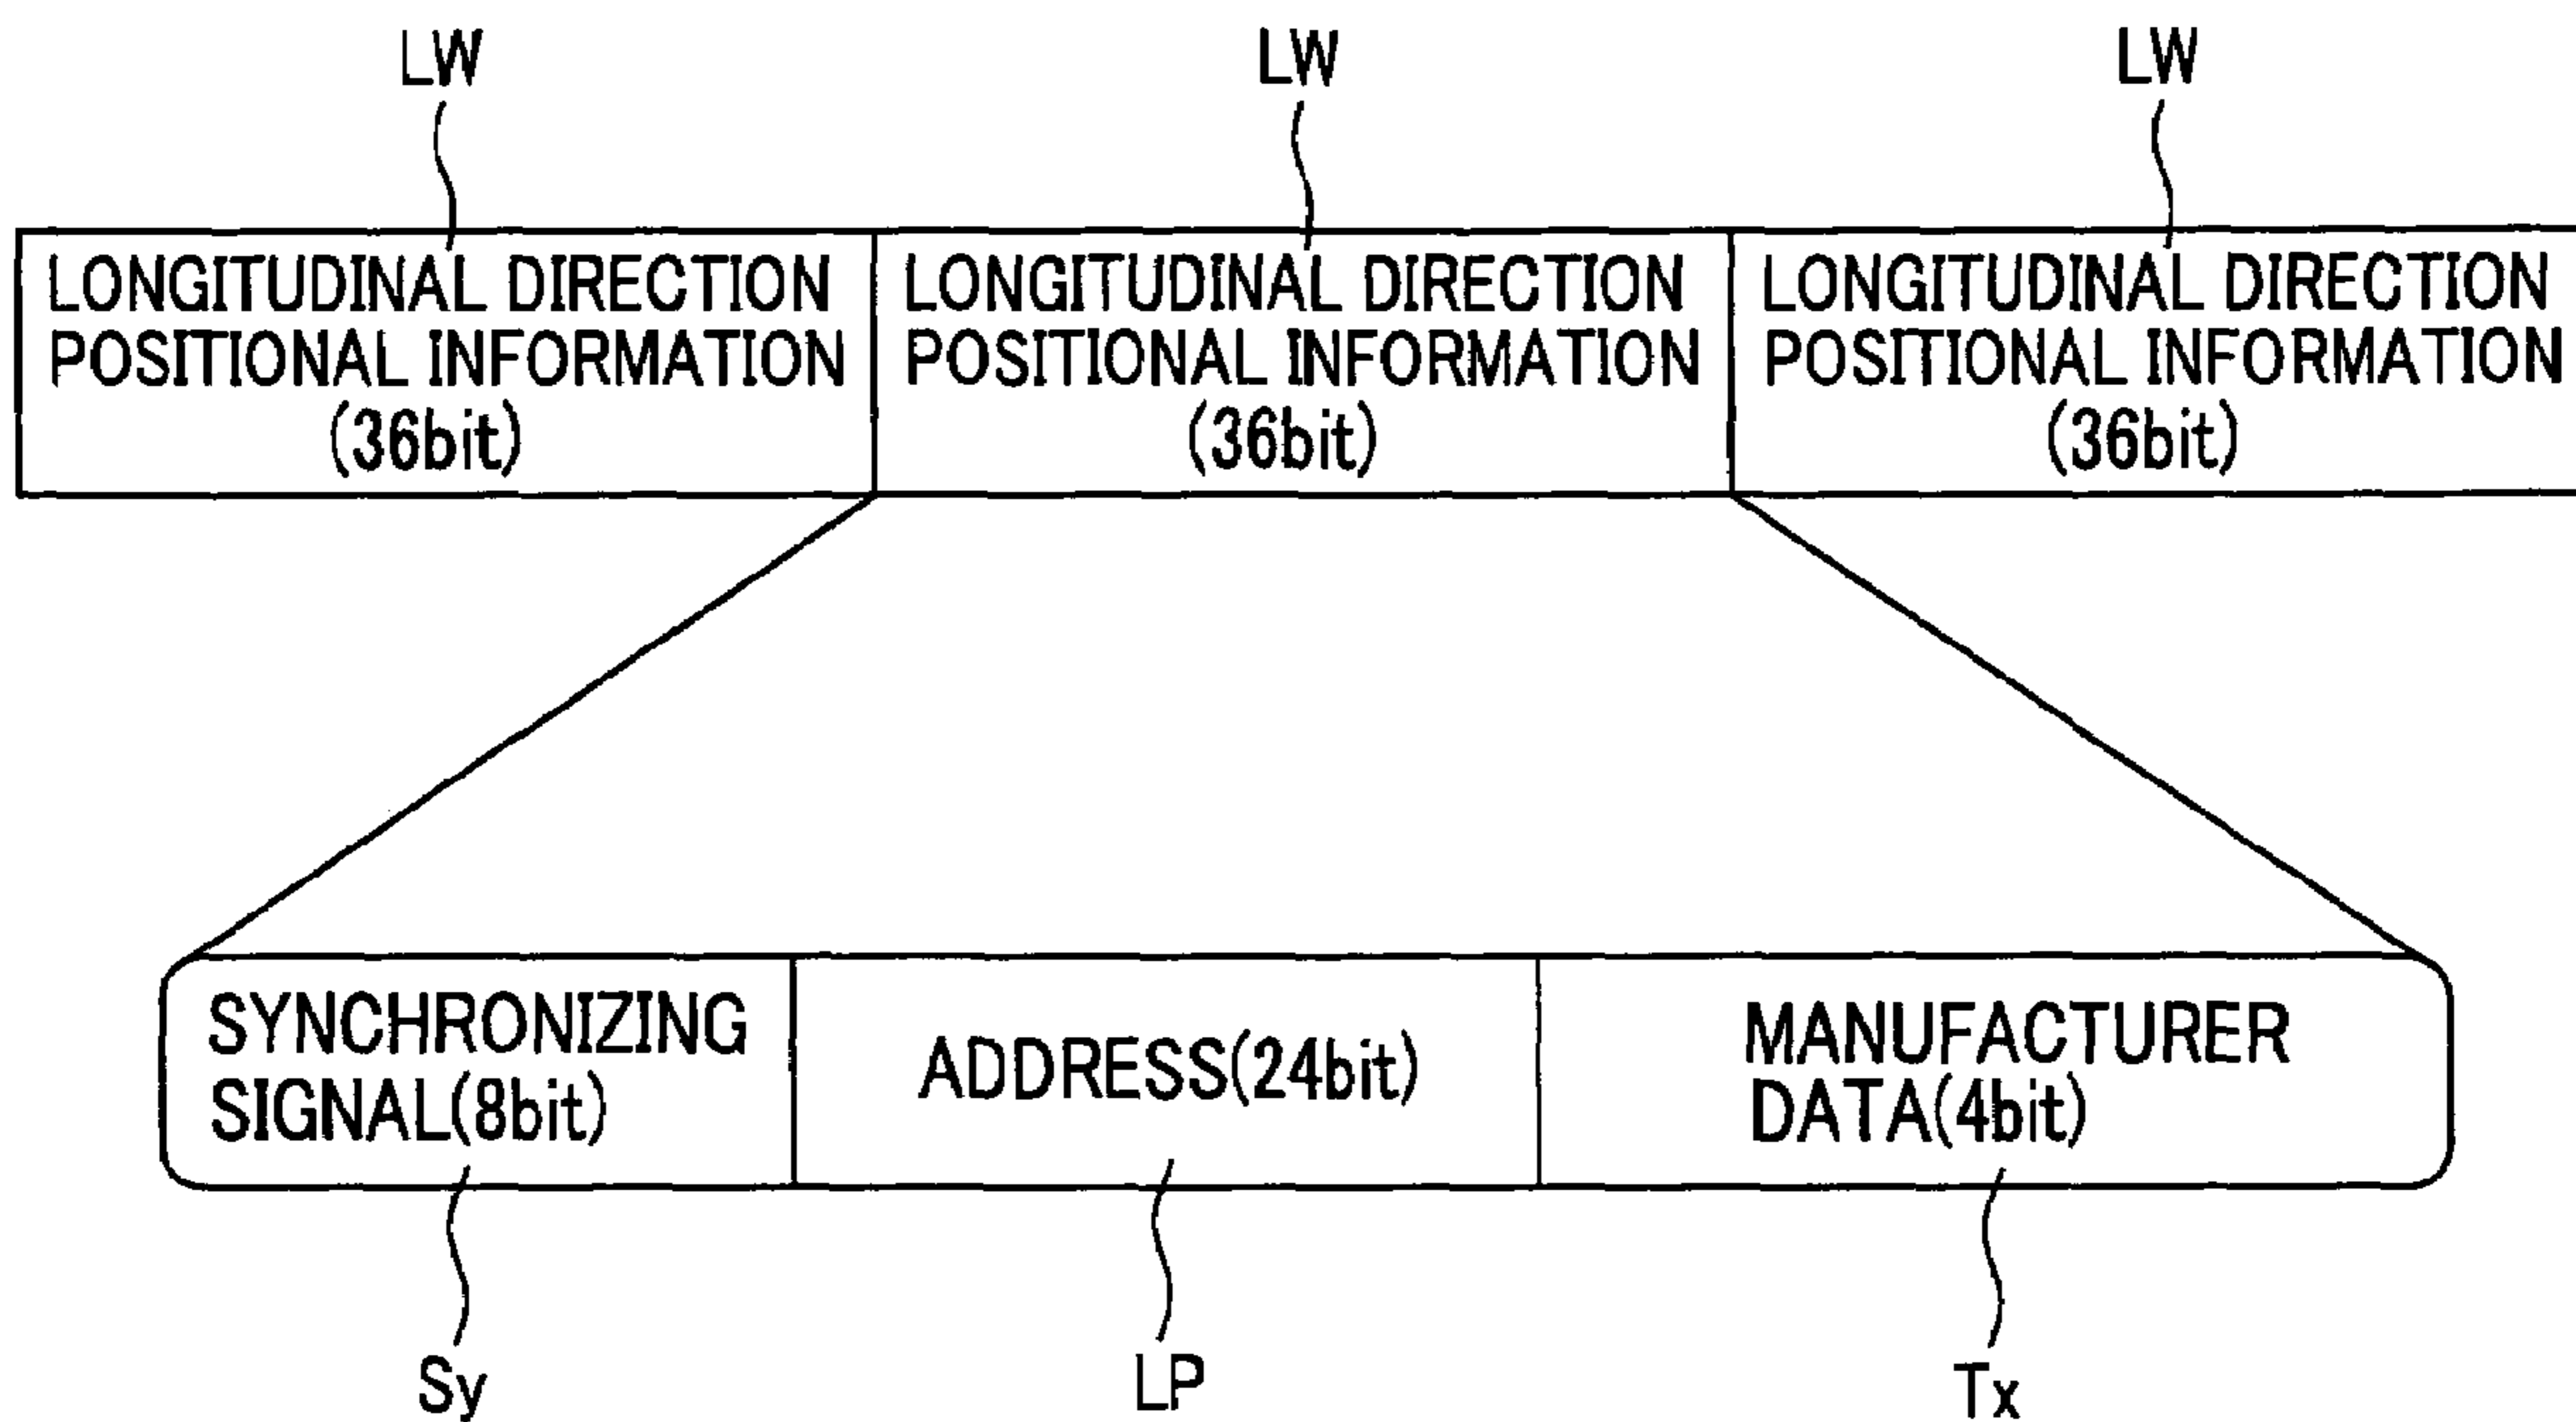 LW LW LW
LONGITUDINAL DIRECTION
POSITIONAL INFORMATION
(36bit)
LONGITUDINAL DIRECTION
POSITIONAL INFORMATION
(36bit)
LONGITUDINAL DIRECTION
POSITIONAL INFORMATION
(36bit)
SYNCHRONIZING
SIGNAL(8bit)
ADDRESS(24bit)
MANUFACTURER
DATA(4bit)
Sy LP Tx